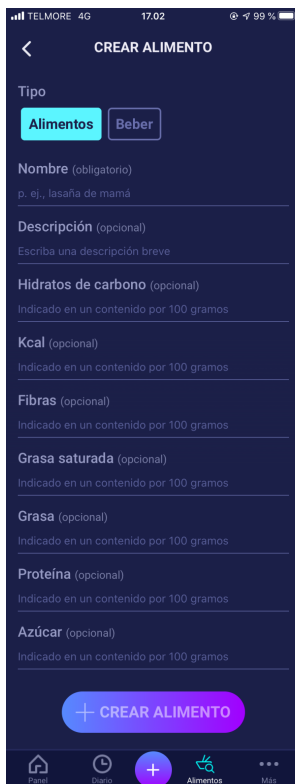 TELMORE 4G 17.02 99 %
CREAR ALIMENTO
Tipo
Alimentos Beber
Nombre (obligatorio)
p. ej., lasaña de mamá
Descripción (opcional)
Escriba una descripción breve
Hidratos de carbono (opcional)
Indicado en un contenido por 100 gramos
Kcal (opcional)
Indicado en un contenido por 100 gramos
Fibras (opcional)
Indicado en un contenido por 100 gramos
Grasa saturada (opcional)
Indicado en un contenido por 100 gramos
Grasa (opcional)
Indicado en un contenido por 100 gramos
Proteína (opcional)
Indicado en un contenido por 100 gramos
Azúcar (opcional)
Indicado en un contenido por 100 gramos
+ CREAR ALIMENTO
Panel Diario + Alimentos Más